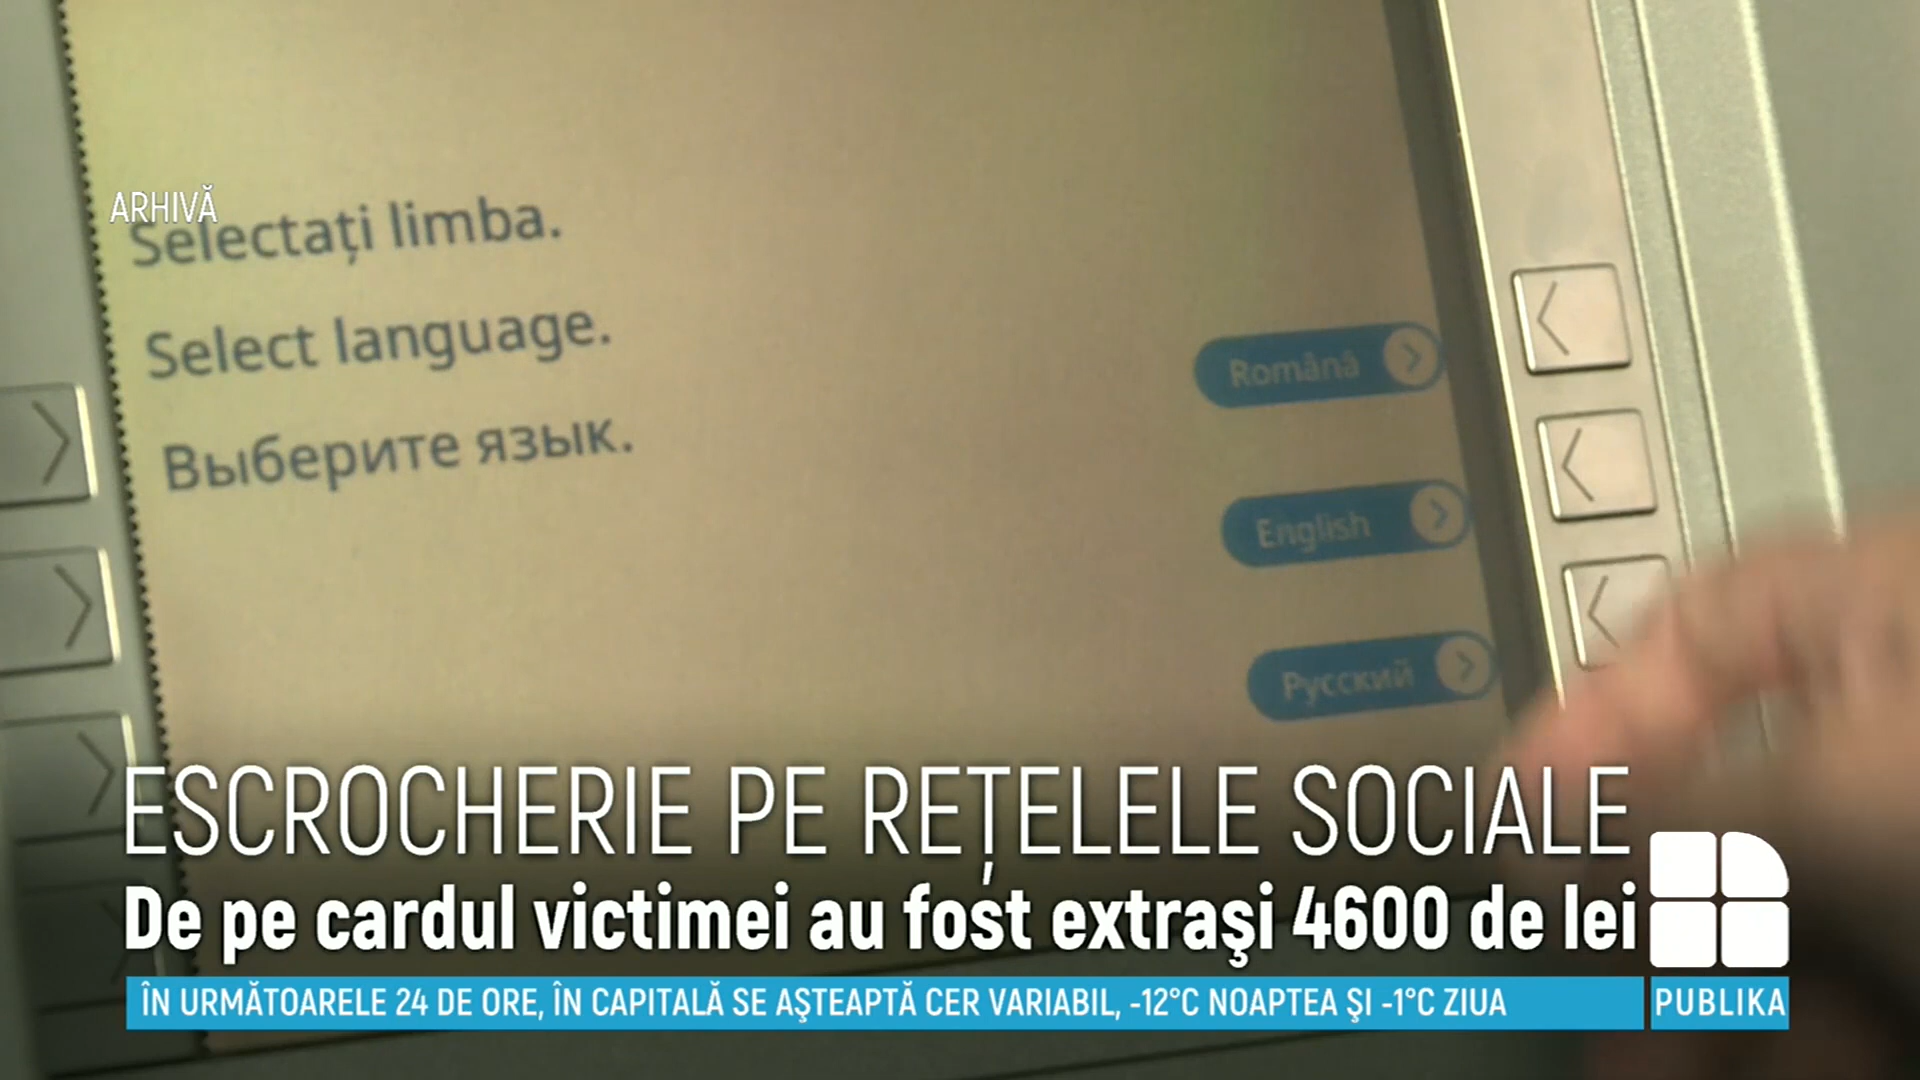 ARHIVĂ
Selectați limba.
Select language.
Выберите язык.
Română
English
Русский
ESCROCHERIE PE REȚELELE SOCIALE
De pe cardul victimei au fost extraşi 4600 de lei
ÎN URMĂTOARELE 24 DE ORE, ÎN CAPITALĂ SE AŞTEAPTĂ CER VARIABIL, -12°C NOAPTEA ŞI -1°C ZIUA
PUBLIKA